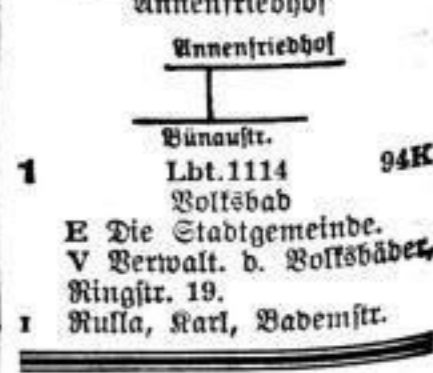 Annenfriedhof
Annenfriedhof
Bünaustr.
1 Lbt.1114 94K
Volksbad
E Die Stadtgemeinde.
V Verwalt. d. Volksbäder,
Ringstr. 19.
I Rulla, Karl, Bademstr.